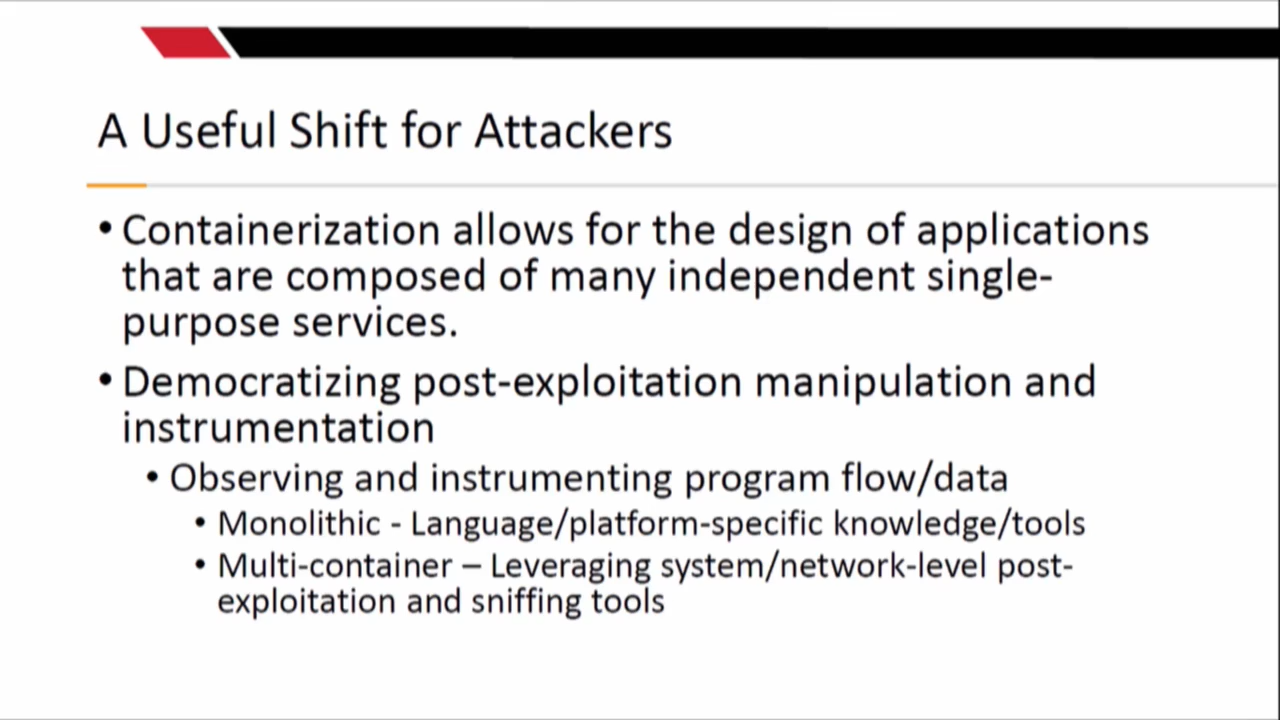 A Useful Shift for Attackers
• Containerization allows for the design of applications
that are composed of many independent single-
purpose services.
• Democratizing post-exploitation manipulation and
instrumentation
• Observing and instrumenting program flow/data
• Monolithic - Language/platform-specific knowledge/tools
• Multi-container – Leveraging system/network-level post-
exploitation and sniffing tools